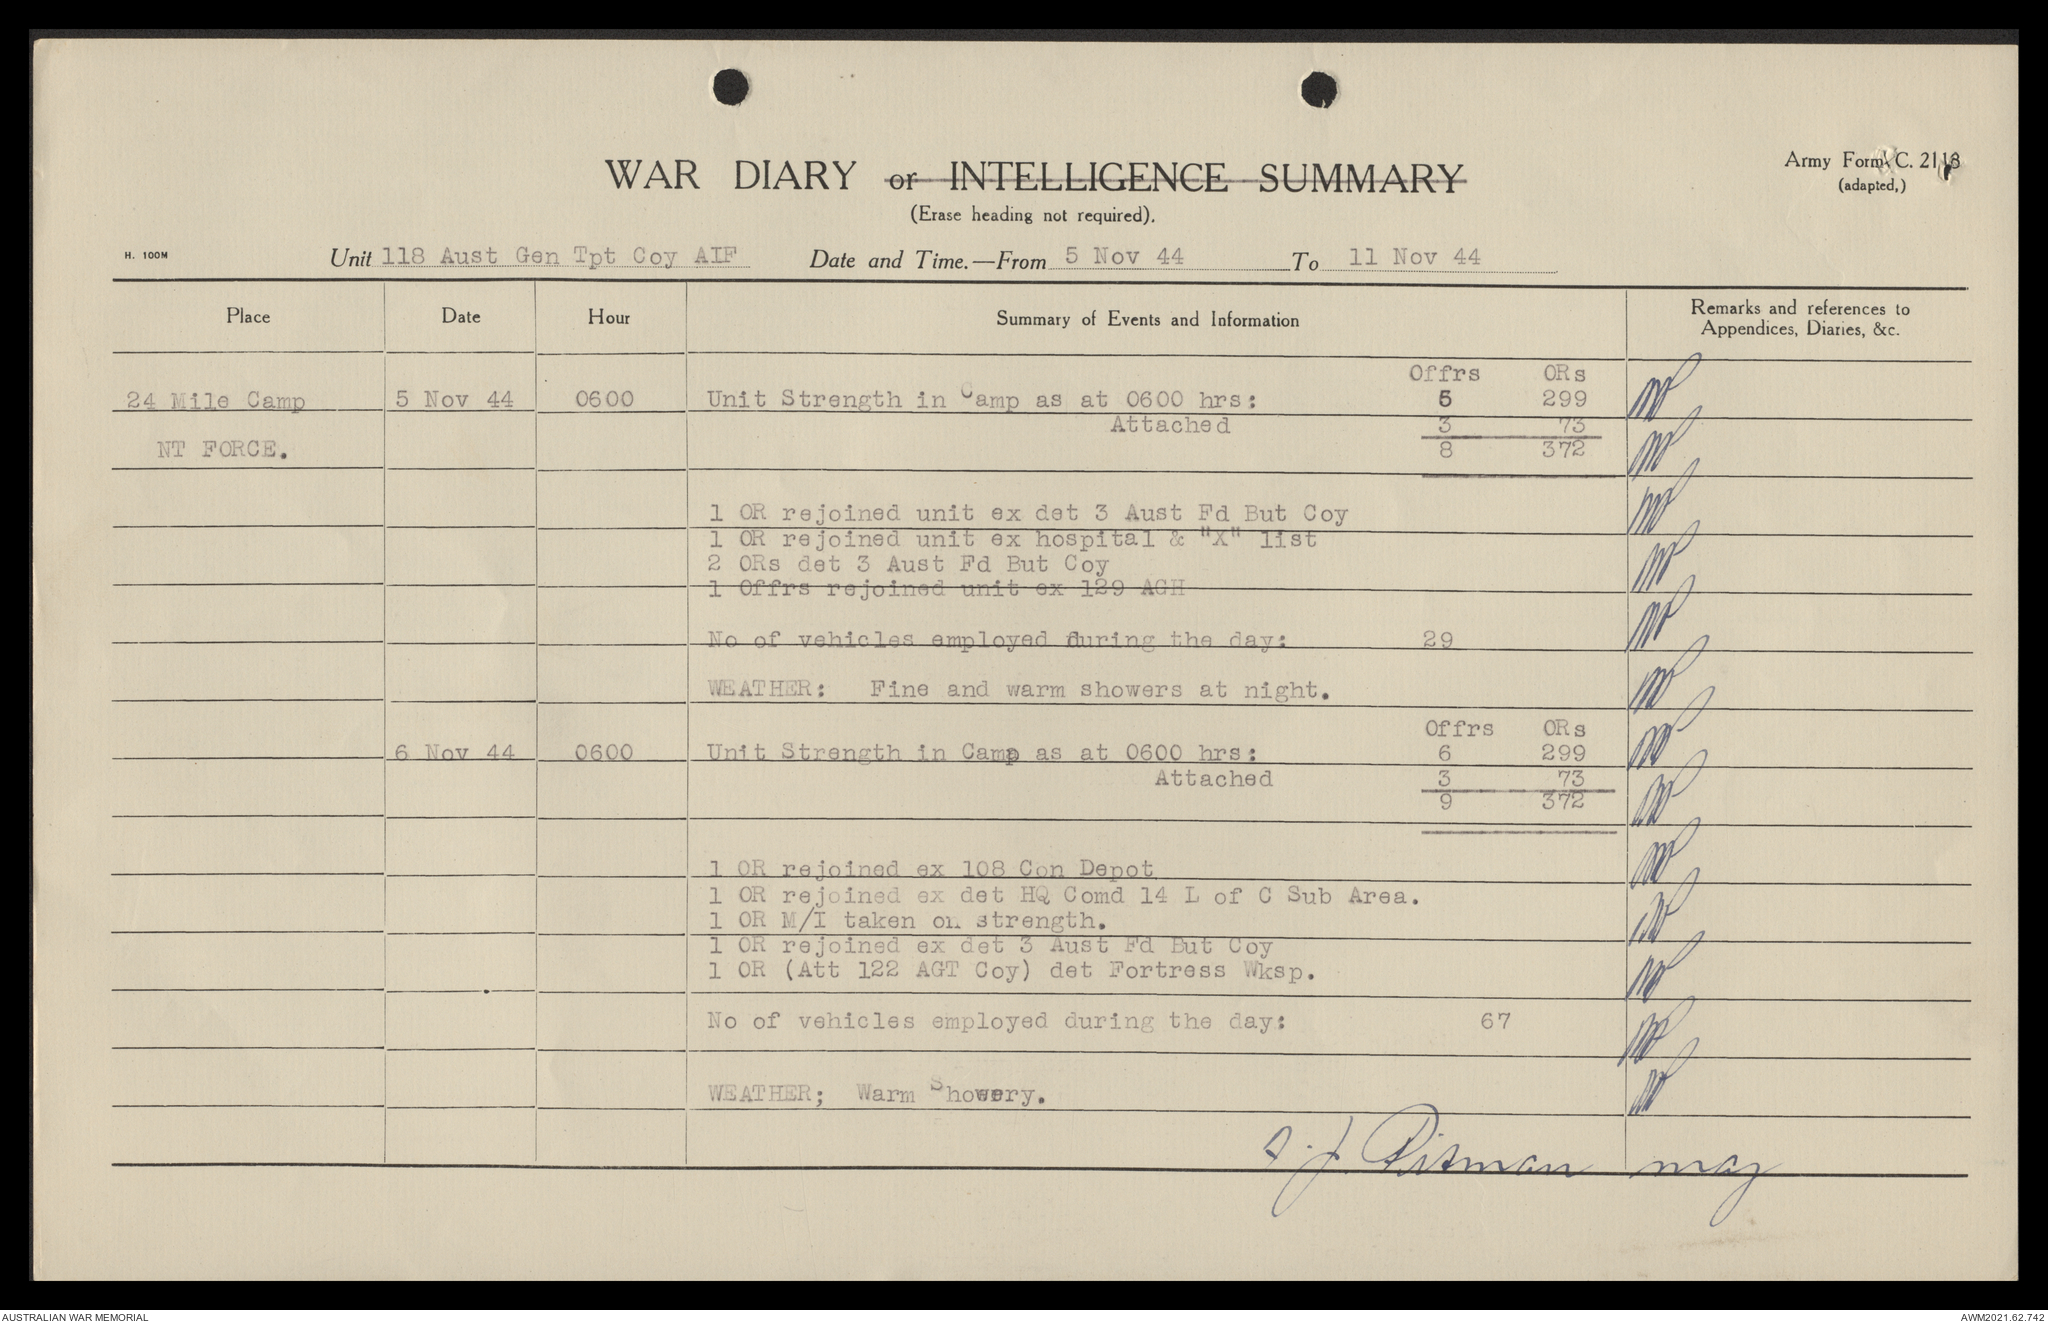 WAR DIARY or INTELLIGENCE SUMMARY
Army Form C. 2118
(adapted,)
(Erase heading not required).
H. 100M
Unit 118 Aust Gen Tpt Coy AIF Date and Time.—From 5 Nov 44 To 11 Nov 44
Place Date Hour Summary of Events and Information Remarks and references to
Appendices, Diaries, &c.
Offrs ORs
24 Mile Camp 5 Nov 44 0600 Unit Strength in Camp as at 0600 hrs: 5 299
Attached 3 73
NT FORCE. 8 372
1 OR rejoined unit ex det 3 Aust Fd But Coy
1 OR rejoined unit ex hospital & "X" list
2 ORs det 3 Aust Fd But Coy
1 Offrs rejoined unit ex 129 AGH
No of vehicles employed during the day: 29
WEATHER: Fine and warm showers at night.
Offrs ORs
6 Nov 44 0600 Unit Strength in Camp as at 0600 hrs: 6 299
Attached 3 73
9 372
1 OR rejoined ex 108 Con Depot
1 OR rejoined ex det HQ Comd 14 L of C Sub Area.
1 OR M/I taken on strength.
1 OR rejoined ex det 3 Aust Fd But Coy
1 OR (Att 122 AGT Coy) det Fortress Wksp.
No of vehicles employed during the day: 67
WEATHER; Warm Showery.
Pitman maj
AUSTRALIAN WAR MEMORIAL
AWM2021.62.742